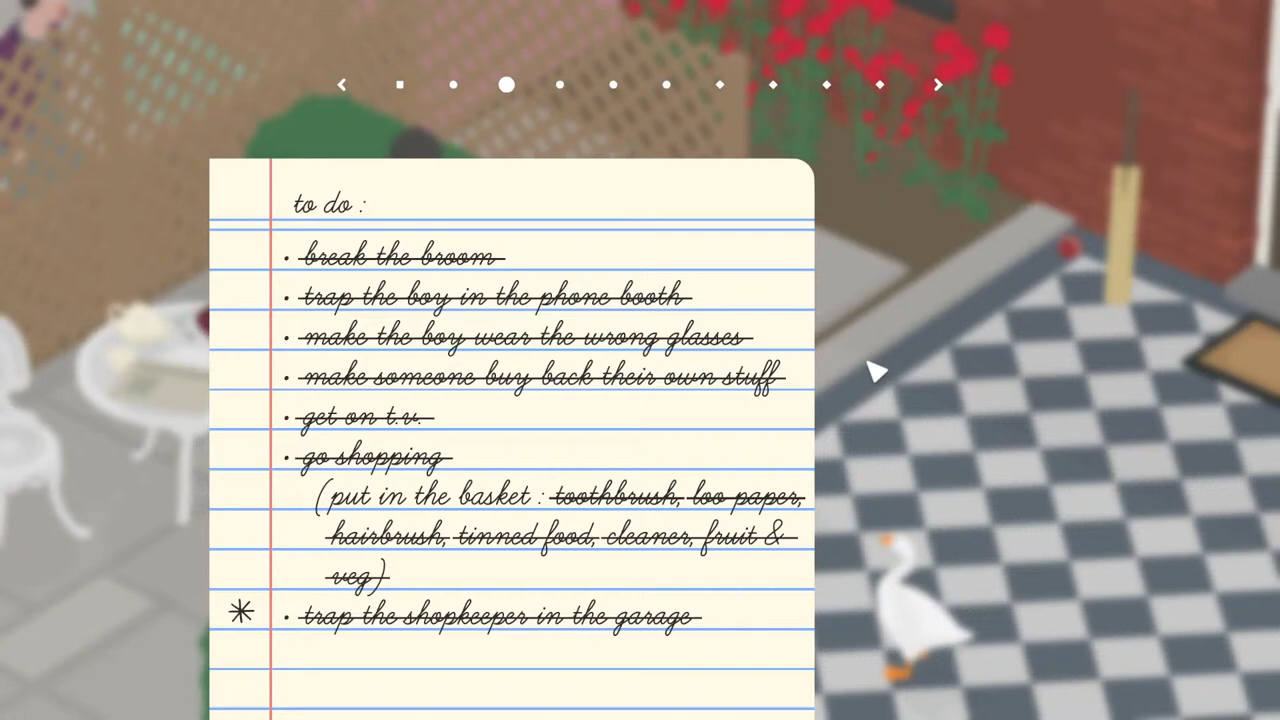 to do :
• break the broom
• trap the boy in the phone booth
• make the boy wear the wrong glasses
• make someone buy back their own stuff
• get on t.v.
• go shopping
(put in the basket : toothbrush, loo paper,
hairbrush, tinned food, cleaner, fruit &
veg)
• trap the shopkeeper in the garage